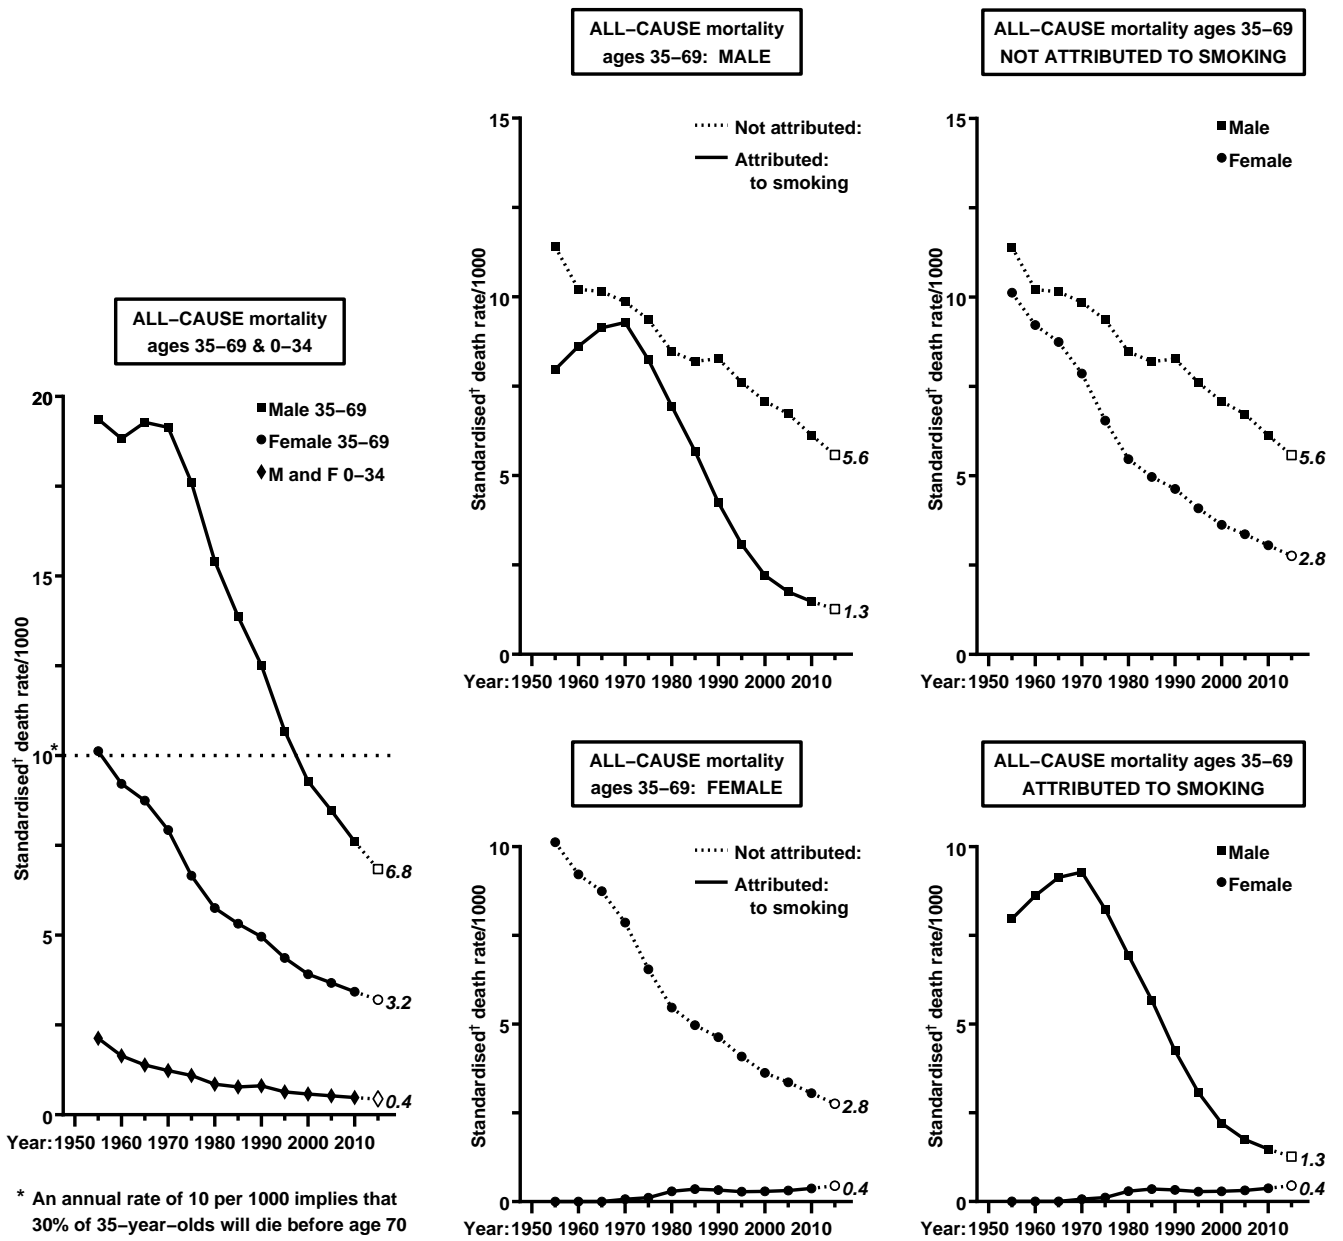 ALL−CAUSE mortality
ages 35−69 & 0−34
Standardised† death rate/1000
20
15
10*
5
0
Male 35−69
Female 35−69
M and F 0−34
6.8
3.2
0.4
Year: 1950 1960 1970 1980 1990 2000 2010
* An annual rate of 10 per 1000 implies that
30% of 35−year−olds will die before age 70
ALL−CAUSE mortality
ages 35−69: MALE
Standardised† death rate/1000
15
10
5
0
Not attributed:
Attributed:
to smoking
5.6
1.3
Year: 1950 1960 1970 1980 1990 2000 2010
ALL−CAUSE mortality ages 35−69
NOT ATTRIBUTED TO SMOKING
Standardised† death rate/1000
15
10
5
0
Male
Female
5.6
2.8
Year: 1950 1960 1970 1980 1990 2000 2010
ALL−CAUSE mortality
ages 35−69: FEMALE
Standardised† death rate/1000
10
5
0
Not attributed:
Attributed:
to smoking
2.8
0.4
Year: 1950 1960 1970 1980 1990 2000 2010
ALL−CAUSE mortality ages 35−69
ATTRIBUTED TO SMOKING
Standardised† death rate/1000
10
5
0
Male
Female
1.3
0.4
Year: 1950 1960 1970 1980 1990 2000 2010